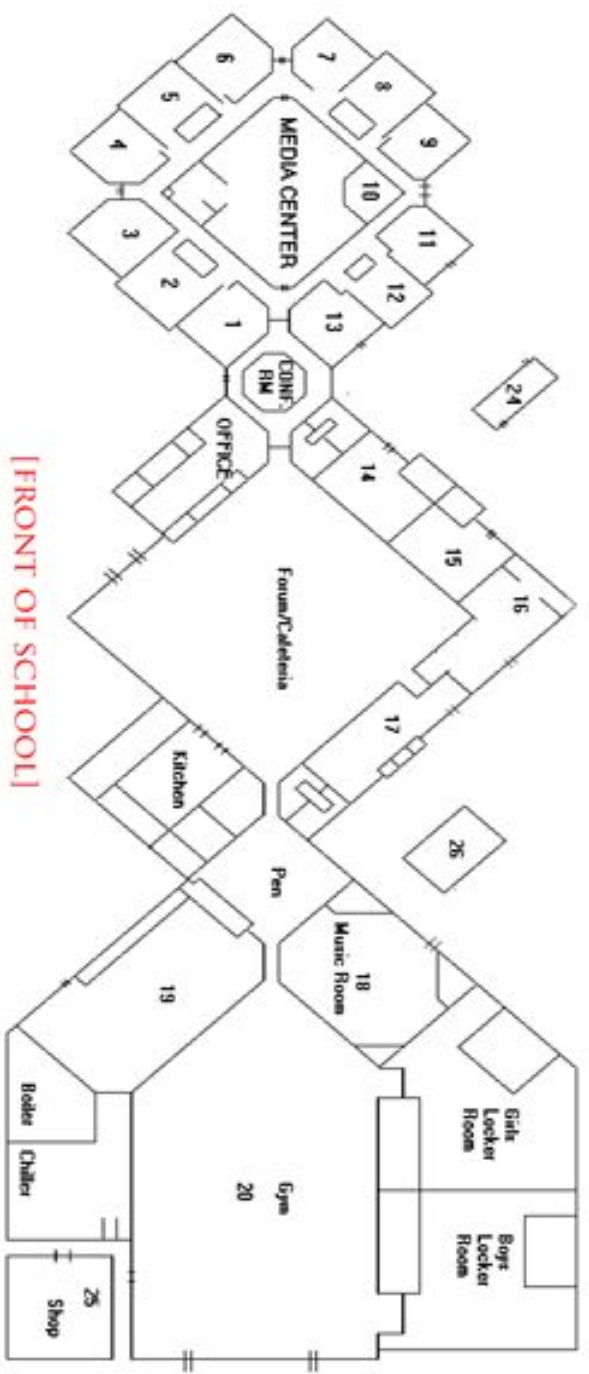 6
7
5
8
4
9
MEDIA CENTER
10
3
11
2
12
1
13
CONF.
RM
24
OFFICE
14
15
16
Forum/Cafeteria
17
[FRONT OF SCHOOL]
Kitchen
26
Pen
18
Music Room
19
Girls
Locker
Room
Boiler
Chiller
Gym
20
Boys
Locker
Room
25
Shop